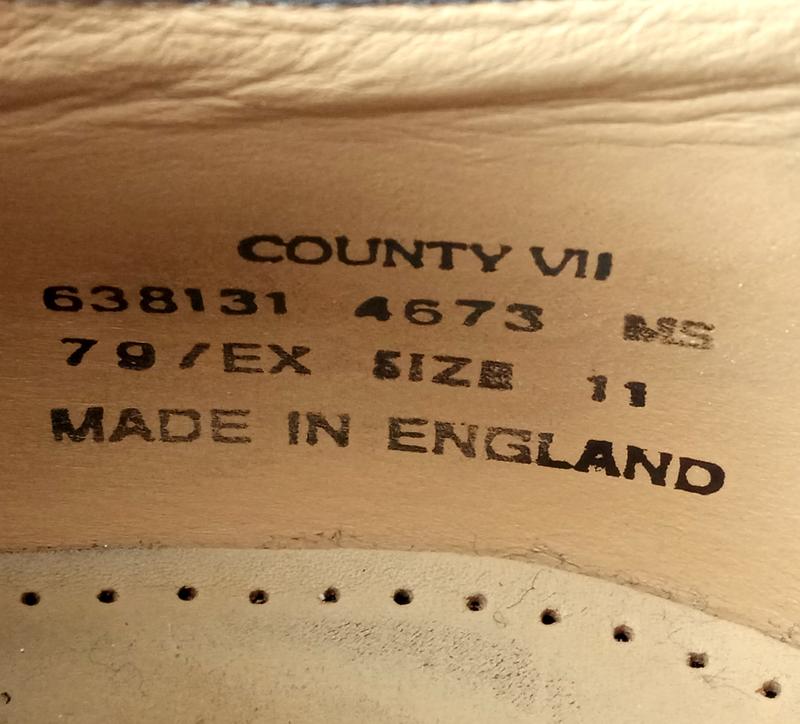 COUNTY VII
638131 4673 MS
79/EX SIZE 11
MADE IN ENGLAND